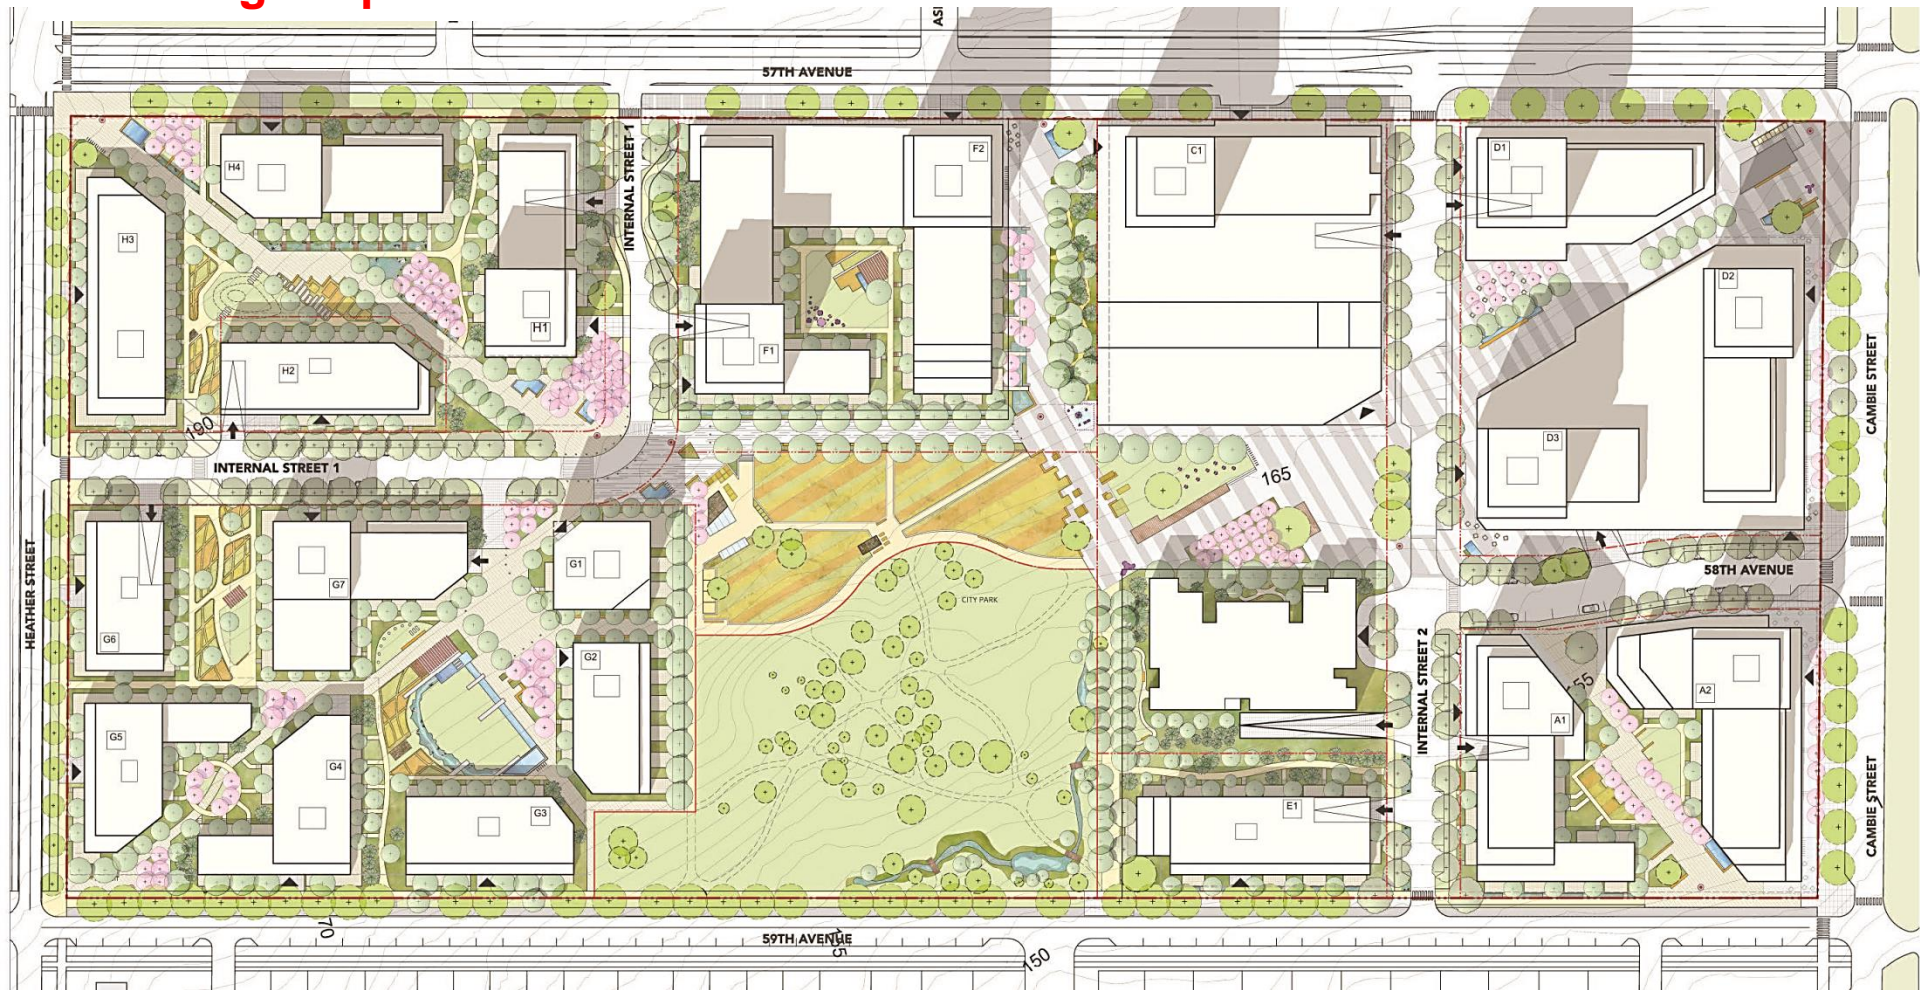 57TH AVENUE
H4
F2
C1
D1
INTERNAL STREET 1
H3
D2
H1
F1
H2
CAMBIE STREET
190
D3
INTERNAL STREET 1
165
HEATHER STREET
G1
G7
58TH AVENUE
CITY PARK
G6
G2
INTERNAL STREET 2
A2
A1
G5
G4
CAMBIE STREET
G3
E1
70
59TH AVENUE
155
150